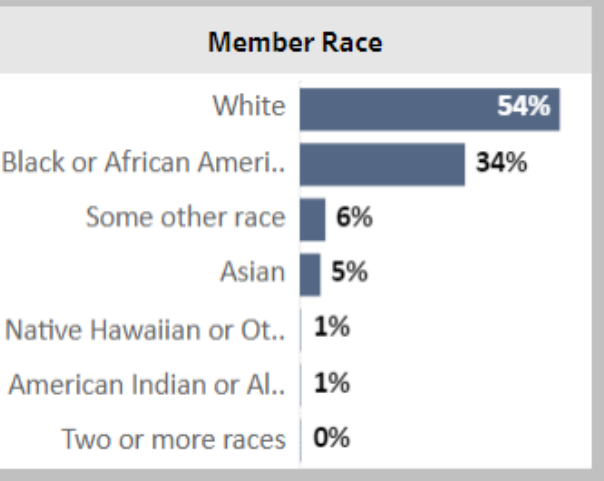 Member Race
White 54%
Black or African Ameri.. 34%
Some other race 6%
Asian 5%
Native Hawaiian or Ot.. 1%
American Indian or Al.. 1%
Two or more races 0%